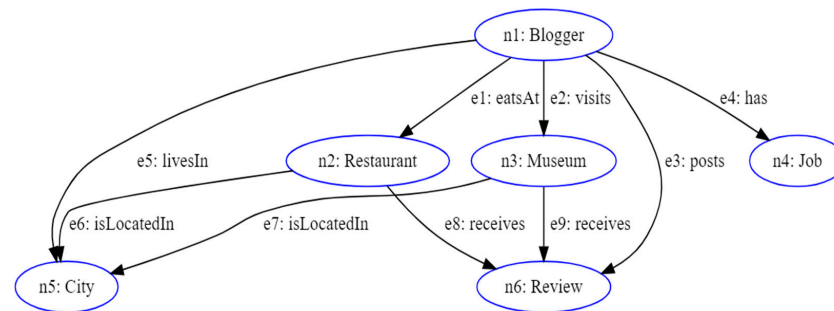 n1: Blogger
e4: has
e1: eatsAt
e2: visits
e5: livesIn
n2: Restaurant
n3: Museum
e3: posts
n4: Job
e6: isLocatedIn
e7: isLocatedIn
e8: receives
e9: receives
n5: City
n6: Review